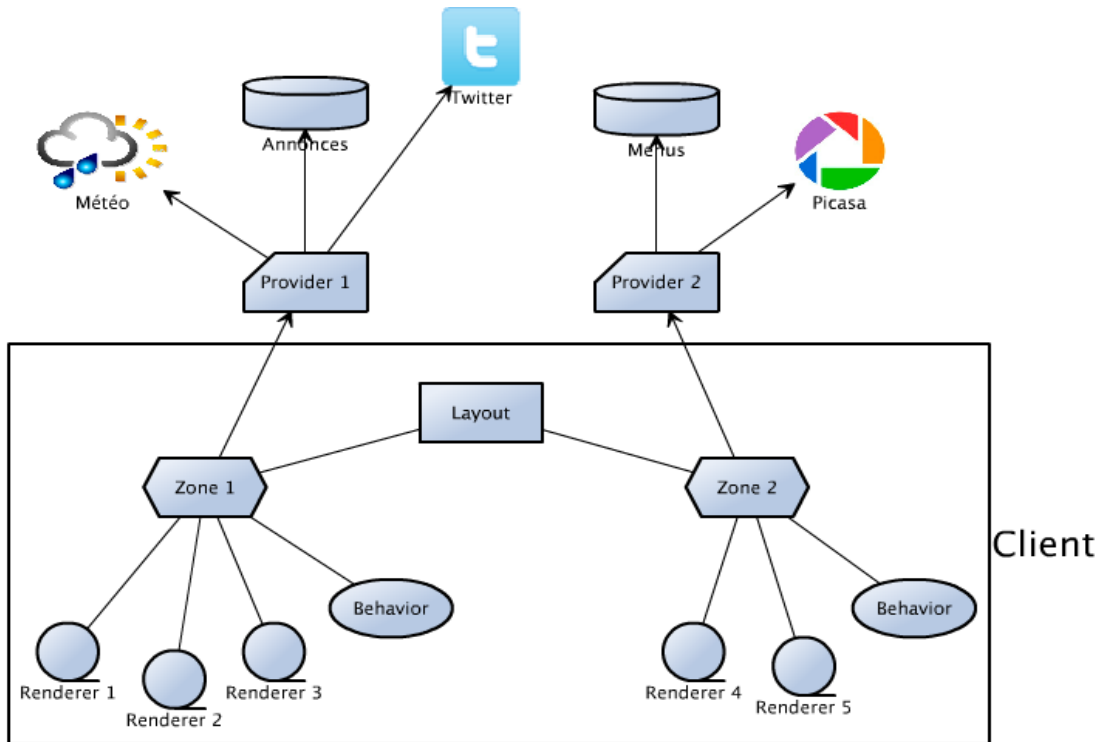 Twitter
Annonces
Menus
Météo
Picasa
Provider 1
Provider 2
Layout
Zone 1
Zone 2
Client
Behavior
Behavior
Renderer 1
Renderer 2
Renderer 3
Renderer 4
Renderer 5